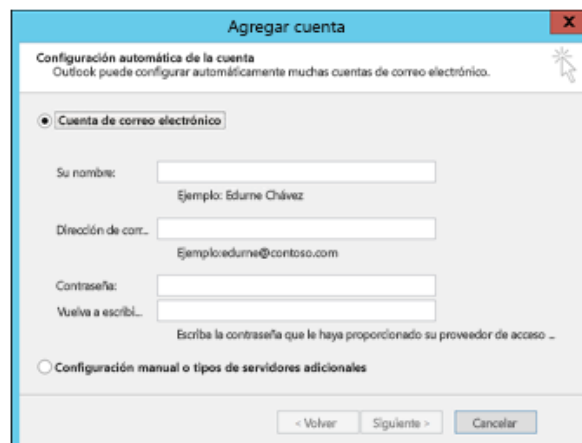 Agregar cuenta
x
Configuración automática de la cuenta
Outlook puede configurar automáticamente muchas cuentas de correo electrónico.
Cuenta de correo electrónico
Su nombre:
Ejemplo: Edurne Chávez
Dirección de corr...
Ejemplo:edurne@contoso.com
Contraseña:
Vuelva a escribi...
Escriba la contraseña que le haya proporcionado su proveedor de acceso ...
Configuración manual o tipos de servidores adicionales
< Volver Siguiente > Cancelar